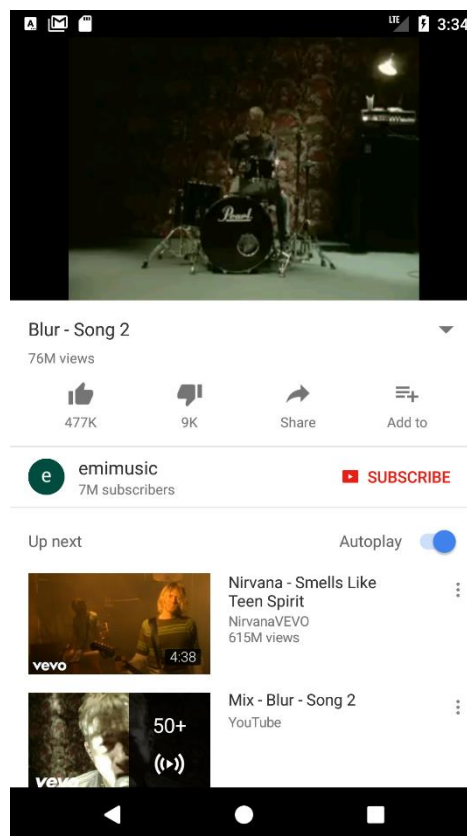 LTE
3:34
Pearl
Blur - Song 2
76M views
477K
9K
Share
Add to
e
emimusic
7M subscribers
SUBSCRIBE
Up next
Autoplay
Nirvana - Smells Like
Teen Spirit
NirvanaVEVO
615M views
vevo
4:38
Mix - Blur - Song 2
YouTube
50+
vevo